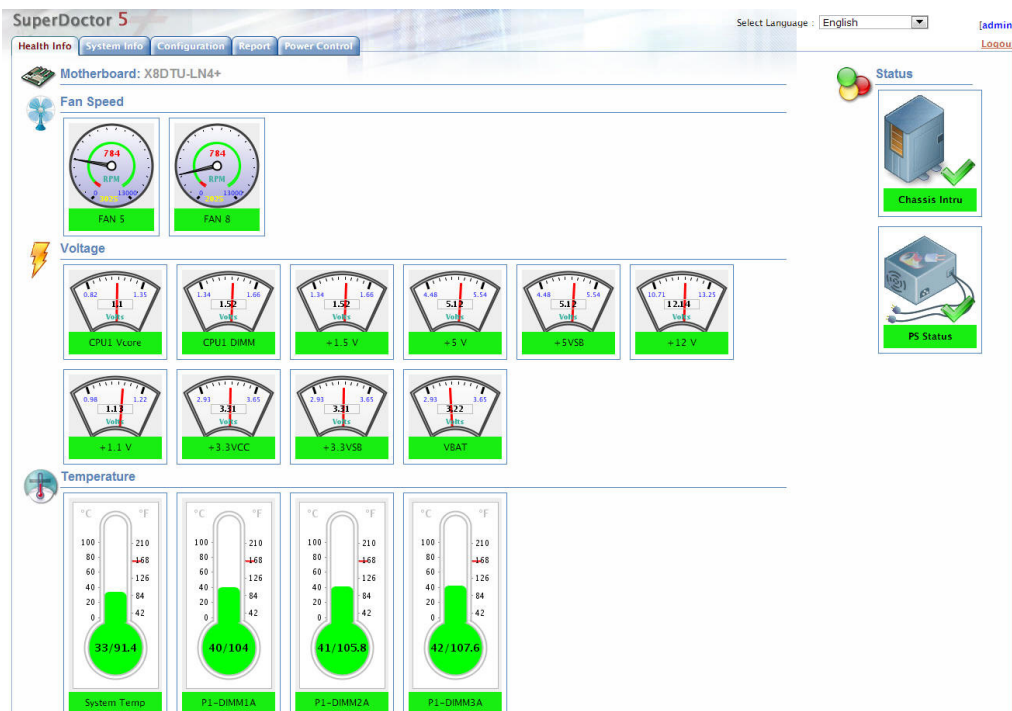 SuperDoctor 5
Select Language : English
[admin
Logou
Health Info System Info Configuration Report Power Control
Motherboard: X8DTU-LN4+
Status
Fan Speed
784
RPM
0 13000
FAN 5
784
RPM
0 13000
FAN 8
Chassis Intru
PS Status
Voltage
0.82 1.35
1.1
Volts
CPU1 Vcore
1.34 1.66
1.52
Volts
CPU1 DIMM
1.34 1.66
1.52
Volts
+1.5 V
4.48 5.54
5.12
Volts
+5 V
4.48 5.54
5.12
Volts
+5VSB
10.71 13.25
12.14
Volts
+12 V
0.98 1.22
1.13
Volts
+1.1 V
2.93 3.65
3.31
Volts
+3.3VCC
2.93 3.65
3.31
Volts
+3.3VSB
2.93 3.65
3.22
Volts
VBAT
Temperature
°C °F
100 210
80 168
60 126
40 84
20 42
0
33/91.4
System Temp
°C °F
100 210
80 168
60 126
40 84
20 42
0
40/104
P1-DIMM1A
°C °F
100 210
80 168
60 126
40 84
20 42
0
41/105.8
P1-DIMM2A
°C °F
100 210
80 168
60 126
40 84
20 42
0
42/107.6
P1-DIMM3A